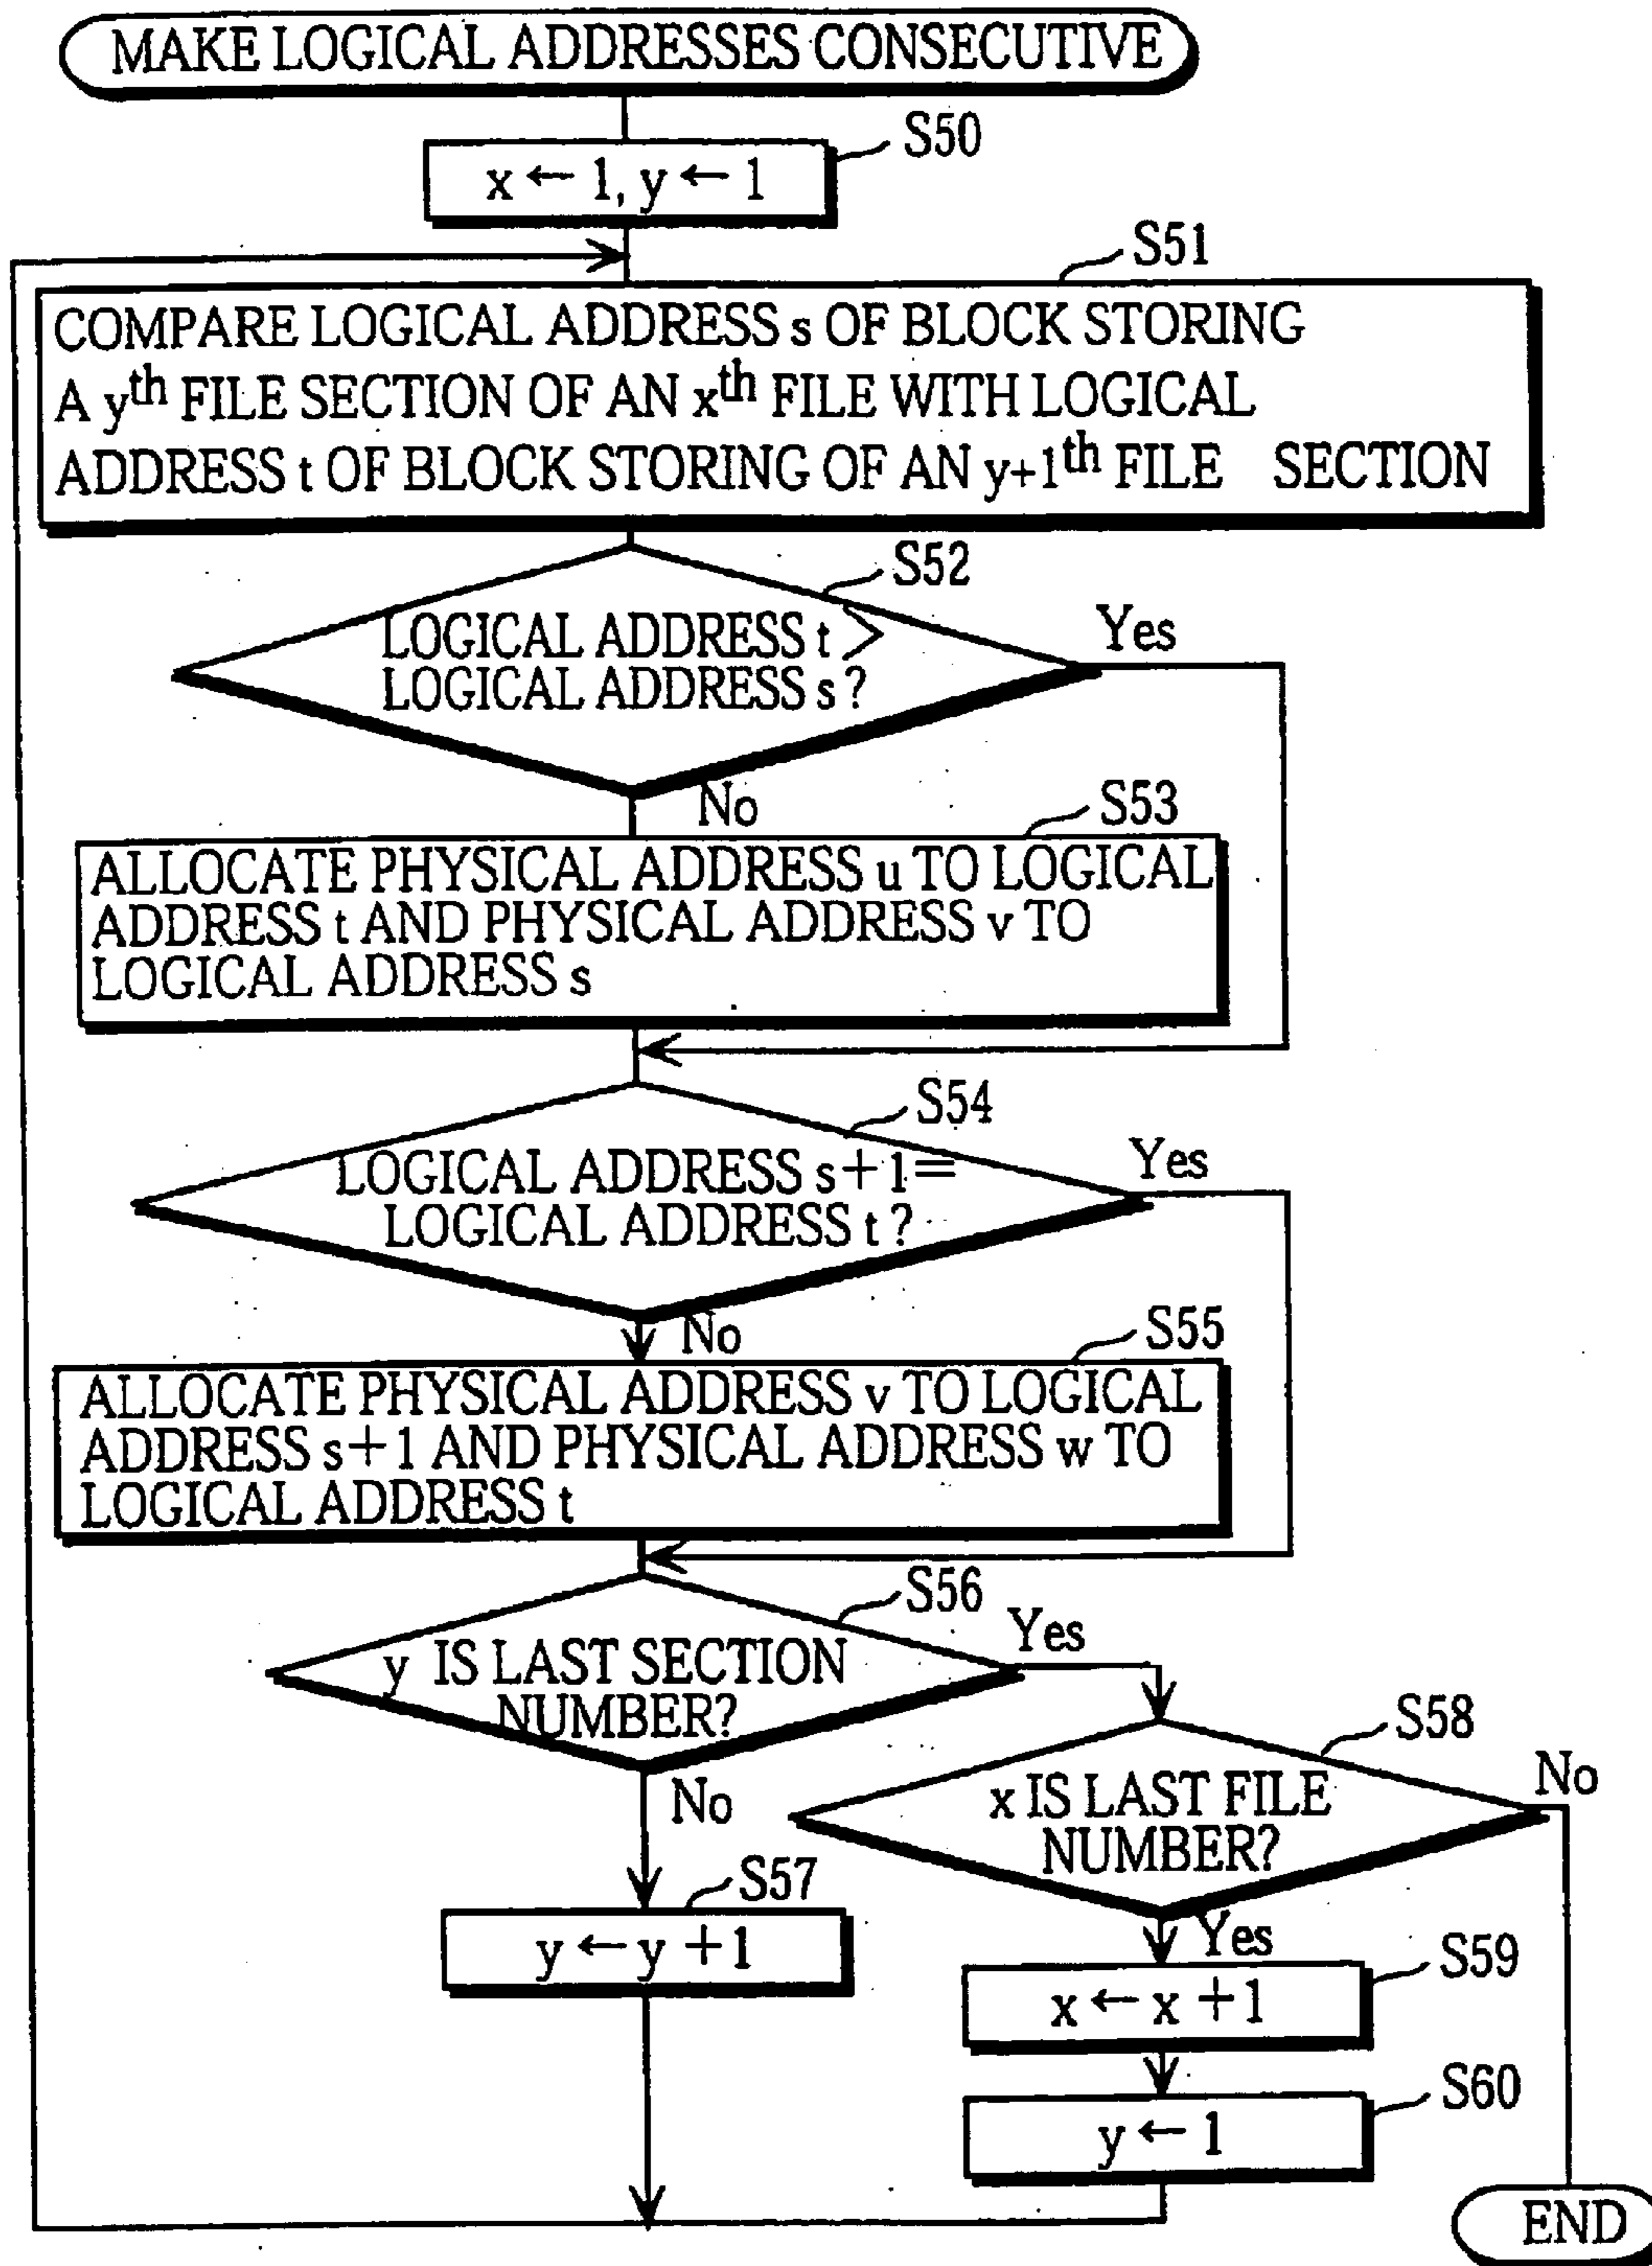 MAKE LOGICAL ADDRESSES CONSECUTIVE
S50
x ← 1, y ← 1
S51
COMPARE LOGICAL ADDRESS s OF BLOCK STORING
A yth FILE SECTION OF AN xth FILE WITH LOGICAL
ADDRESS t OF BLOCK STORING OF AN y+1th FILE SECTION
S52
LOGICAL ADDRESS t >
LOGICAL ADDRESS s ?
Yes
No
S53
ALLOCATE PHYSICAL ADDRESS u TO LOGICAL
ADDRESS t AND PHYSICAL ADDRESS v TO
LOGICAL ADDRESS s
S54
LOGICAL ADDRESS s+1=
LOGICAL ADDRESS t ?
Yes
No
S55
ALLOCATE PHYSICAL ADDRESS v TO LOGICAL
ADDRESS s+1 AND PHYSICAL ADDRESS w TO
LOGICAL ADDRESS t
S56
y IS LAST SECTION
NUMBER?
Yes
No
S58
x IS LAST FILE
NUMBER?
No
Yes
S57
y ← y +1
S59
x ← x +1
S60
y ← 1
END